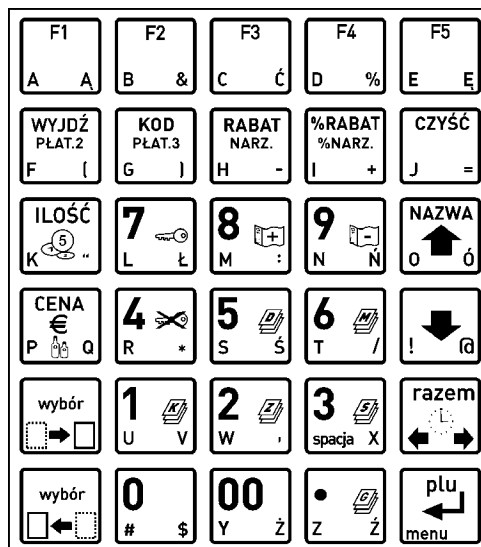 F1 F2 F3 F4 F5
A Ą B & C Ć D % E Ę
WYJDŹ KOD RABAT %RABAT CZYŚĆ
PŁAT.2 PŁAT.3 NARZ. %NARZ.
F ( G ) H - I + J =
ILOŚĆ 7 8 + 9 - NAZWA
5
K " L Ł M : N Ń O Ó
CENA 4 5 D 6 M
€
P Q R * S Ś T / ! @
wybór 1 K 2 Z 3 S razem
U V W , spacja X
wybór 0 00 • G plu
# $ Y Ż Z Ź menu